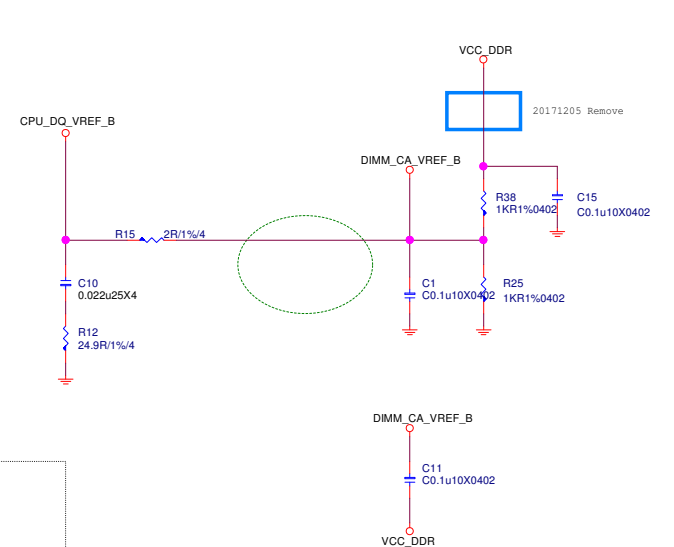 VCC_DDR
20171205 Remove
CPU_DQ_VREF_B
DIMM_CA_VREF_B
R38
1KR1%0402
C15
C0.1u10X0402
R15
2R/1%/4
C10
0.022u25X4
C1
C0.1u10X0402
R25
1KR1%0402
R12
24.9R/1%/4
DIMM_CA_VREF_B
C11
C0.1u10X0402
VCC_DDR